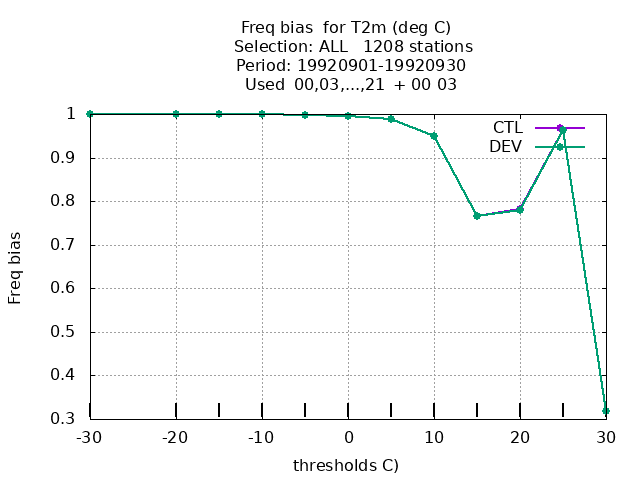 Freq bias  for T2m (deg C)
Selection: ALL   1208 stations
Period: 19920901-19920930
Used  00,03,...,21  + 00 03
CTL
DEV
1
0.9
0.8
0.7
0.6
0.5
0.4
0.3
Freq bias
-30
-20
-10
0
10
20
30
thresholds C)